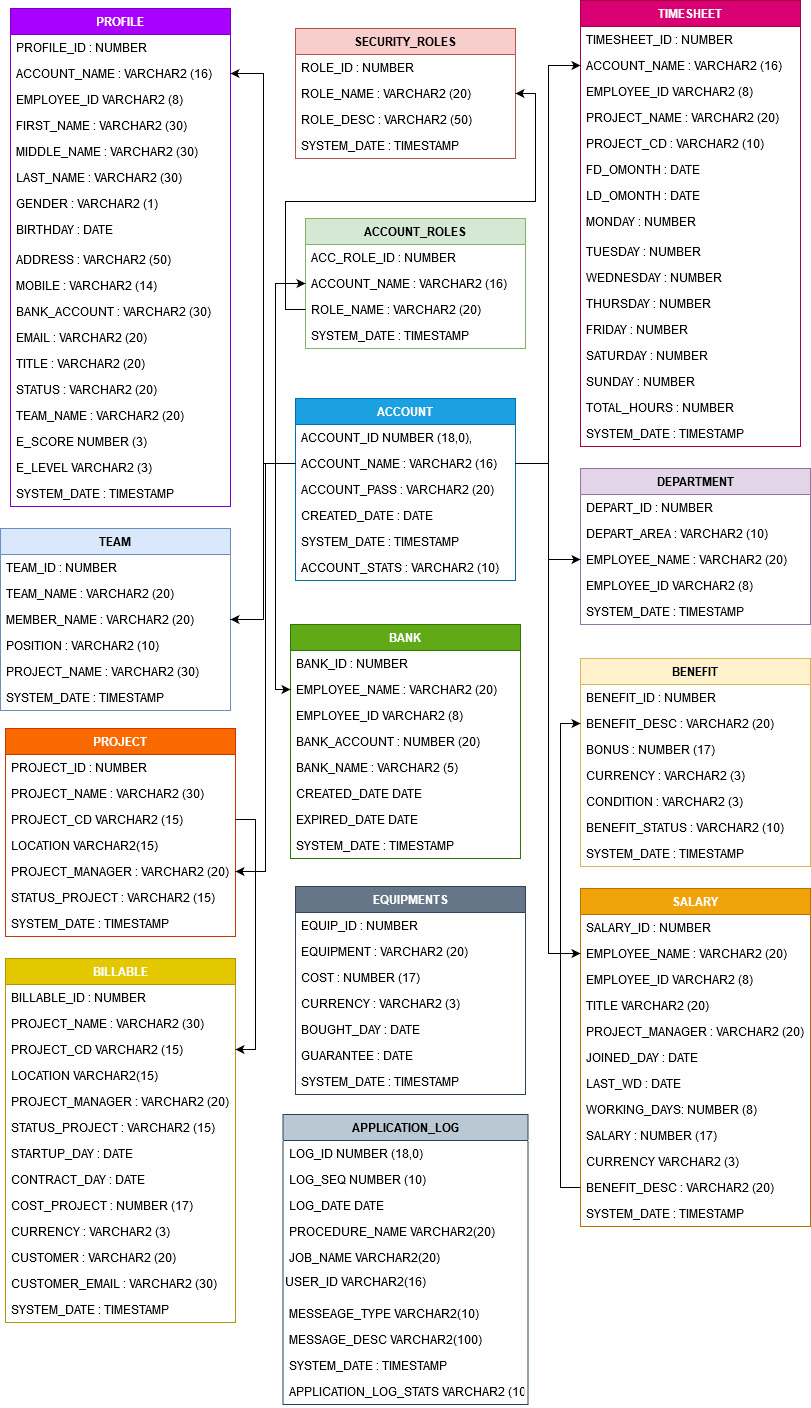 PROFILE
PROFILE_ID : NUMBER
ACCOUNT_NAME : VARCHAR2 (16)
EMPLOYEE_ID VARCHAR2 (8)
FIRST_NAME : VARCHAR2 (30)
MIDDLE_NAME : VARCHAR2 (30)
LAST_NAME : VARCHAR2 (30)
GENDER : VARCHAR2 (1)
BIRTHDAY : DATE
ADDRESS : VARCHAR2 (50)
MOBILE : VARCHAR2 (14)
BANK_ACCOUNT : VARCHAR2 (30)
EMAIL : VARCHAR2 (20)
TITLE : VARCHAR2 (20)
STATUS : VARCHAR2 (20)
TEAM_NAME : VARCHAR2 (20)
E_SCORE NUMBER (3)
E_LEVEL VARCHAR2 (3)
SYSTEM_DATE : TIMESTAMP
TEAM
TEAM_ID : NUMBER
TEAM_NAME : VARCHAR2 (20)
MEMBER_NAME : VARCHAR2 (20)
POSITION : VARCHAR2 (10)
PROJECT_NAME : VARCHAR2 (30)
SYSTEM_DATE : TIMESTAMP
PROJECT
PROJECT_ID : NUMBER
PROJECT_NAME : VARCHAR2 (30)
PROJECT_CD VARCHAR2 (15)
LOCATION VARCHAR2(15)
PROJECT_MANAGER : VARCHAR2 (20)
STATUS_PROJECT : VARCHAR2 (15)
SYSTEM_DATE : TIMESTAMP
BILLABLE
BILLABLE_ID : NUMBER
PROJECT_NAME : VARCHAR2 (30)
PROJECT_CD VARCHAR2 (15)
LOCATION VARCHAR2(15)
PROJECT_MANAGER : VARCHAR2 (20)
STATUS_PROJECT : VARCHAR2 (15)
STARTUP_DAY : DATE
CONTRACT_DAY : DATE
COST_PROJECT : NUMBER (17)
CURRENCY : VARCHAR2 (3)
CUSTOMER : VARCHAR2 (20)
CUSTOMER_EMAIL : VARCHAR2 (30)
SYSTEM_DATE : TIMESTAMP
SECURITY_ROLES
ROLE_ID : NUMBER
ROLE_NAME : VARCHAR2 (20)
ROLE_DESC : VARCHAR2 (50)
SYSTEM_DATE : TIMESTAMP
ACCOUNT_ROLES
ACC_ROLE_ID : NUMBER
ACCOUNT_NAME : VARCHAR2 (16)
ROLE_NAME : VARCHAR2 (20)
SYSTEM_DATE : TIMESTAMP
ACCOUNT
ACCOUNT_ID NUMBER (18,0),
ACCOUNT_NAME : VARCHAR2 (16)
ACCOUNT_PASS : VARCHAR2 (20)
CREATED_DATE : DATE
SYSTEM_DATE : TIMESTAMP
ACCOUNT_STATS : VARCHAR2 (10)
BANK
BANK_ID : NUMBER
EMPLOYEE_NAME : VARCHAR2 (20)
EMPLOYEE_ID VARCHAR2 (8)
BANK_ACCOUNT : NUMBER (20)
BANK_NAME : VARCHAR2 (5)
CREATED_DATE DATE
EXPIRED_DATE DATE
SYSTEM_DATE : TIMESTAMP
EQUIPMENTS
EQUIP_ID : NUMBER
EQUIPMENT : VARCHAR2 (20)
COST : NUMBER (17)
CURRENCY : VARCHAR2 (3)
BOUGHT_DAY : DATE
GUARANTEE : DATE
SYSTEM_DATE : TIMESTAMP
APPLICATION_LOG
LOG_ID NUMBER (18,0)
LOG_SEQ NUMBER (10)
LOG_DATE DATE
PROCEDURE_NAME VARCHAR2(20)
JOB_NAME VARCHAR2(20)
USER_ID VARCHAR2(16)
MESSEAGE_TYPE VARCHAR2(10)
MESSAGE_DESC VARCHAR2(100)
SYSTEM_DATE : TIMESTAMP
APPLICATION_LOG_STATS VARCHAR2 (10
TIMESHEET
TIMESHEET_ID : NUMBER
ACCOUNT_NAME : VARCHAR2 (16)
EMPLOYEE_ID VARCHAR2 (8)
PROJECT_NAME : VARCHAR2 (20)
PROJECT_CD : VARCHAR2 (10)
FD_OMONTH : DATE
LD_OMONTH : DATE
MONDAY : NUMBER
TUESDAY : NUMBER
WEDNESDAY : NUMBER
THURSDAY : NUMBER
FRIDAY : NUMBER
SATURDAY : NUMBER
SUNDAY : NUMBER
TOTAL_HOURS : NUMBER
SYSTEM_DATE : TIMESTAMP
DEPARTMENT
DEPART_ID : NUMBER
DEPART_AREA : VARCHAR2 (10)
EMPLOYEE_NAME : VARCHAR2 (20)
EMPLOYEE_ID VARCHAR2 (8)
SYSTEM_DATE : TIMESTAMP
BENEFIT
BENEFIT_ID : NUMBER
BENEFIT_DESC : VARCHAR2 (20)
BONUS : NUMBER (17)
CURRENCY : VARCHAR2 (3)
CONDITION : VARCHAR2 (3)
BENEFIT_STATUS : VARCHAR2 (10)
SYSTEM_DATE : TIMESTAMP
SALARY
SALARY_ID : NUMBER
EMPLOYEE_NAME : VARCHAR2 (20)
EMPLOYEE_ID VARCHAR2 (8)
TITLE VARCHAR2 (20)
PROJECT_MANAGER : VARCHAR2 (20)
JOINED_DAY : DATE
LAST_WD : DATE
WORKING_DAYS: NUMBER (8)
SALARY : NUMBER (17)
CURRENCY VARCHAR2 (3)
BENEFIT_DESC : VARCHAR2 (20)
SYSTEM_DATE : TIMESTAMP